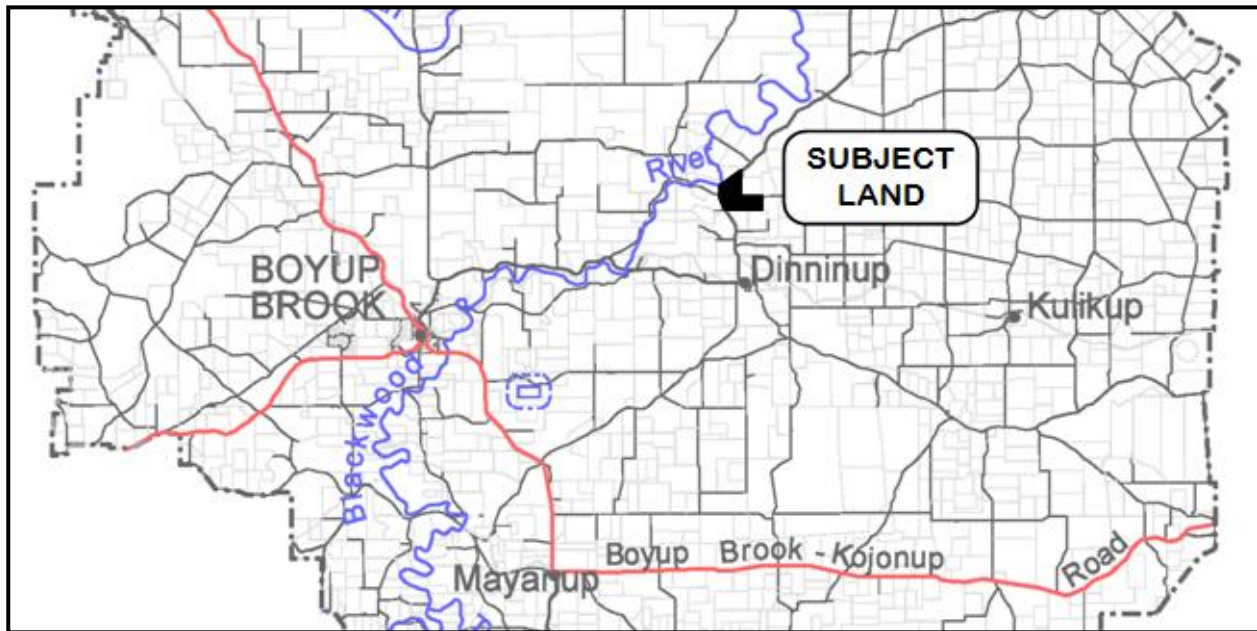 River
SUBJECT
LAND
BOYUP
BROOK
Dinninup
Kulikup
Blackwood
Boyup Brook - Kojonup Road
Mayanup